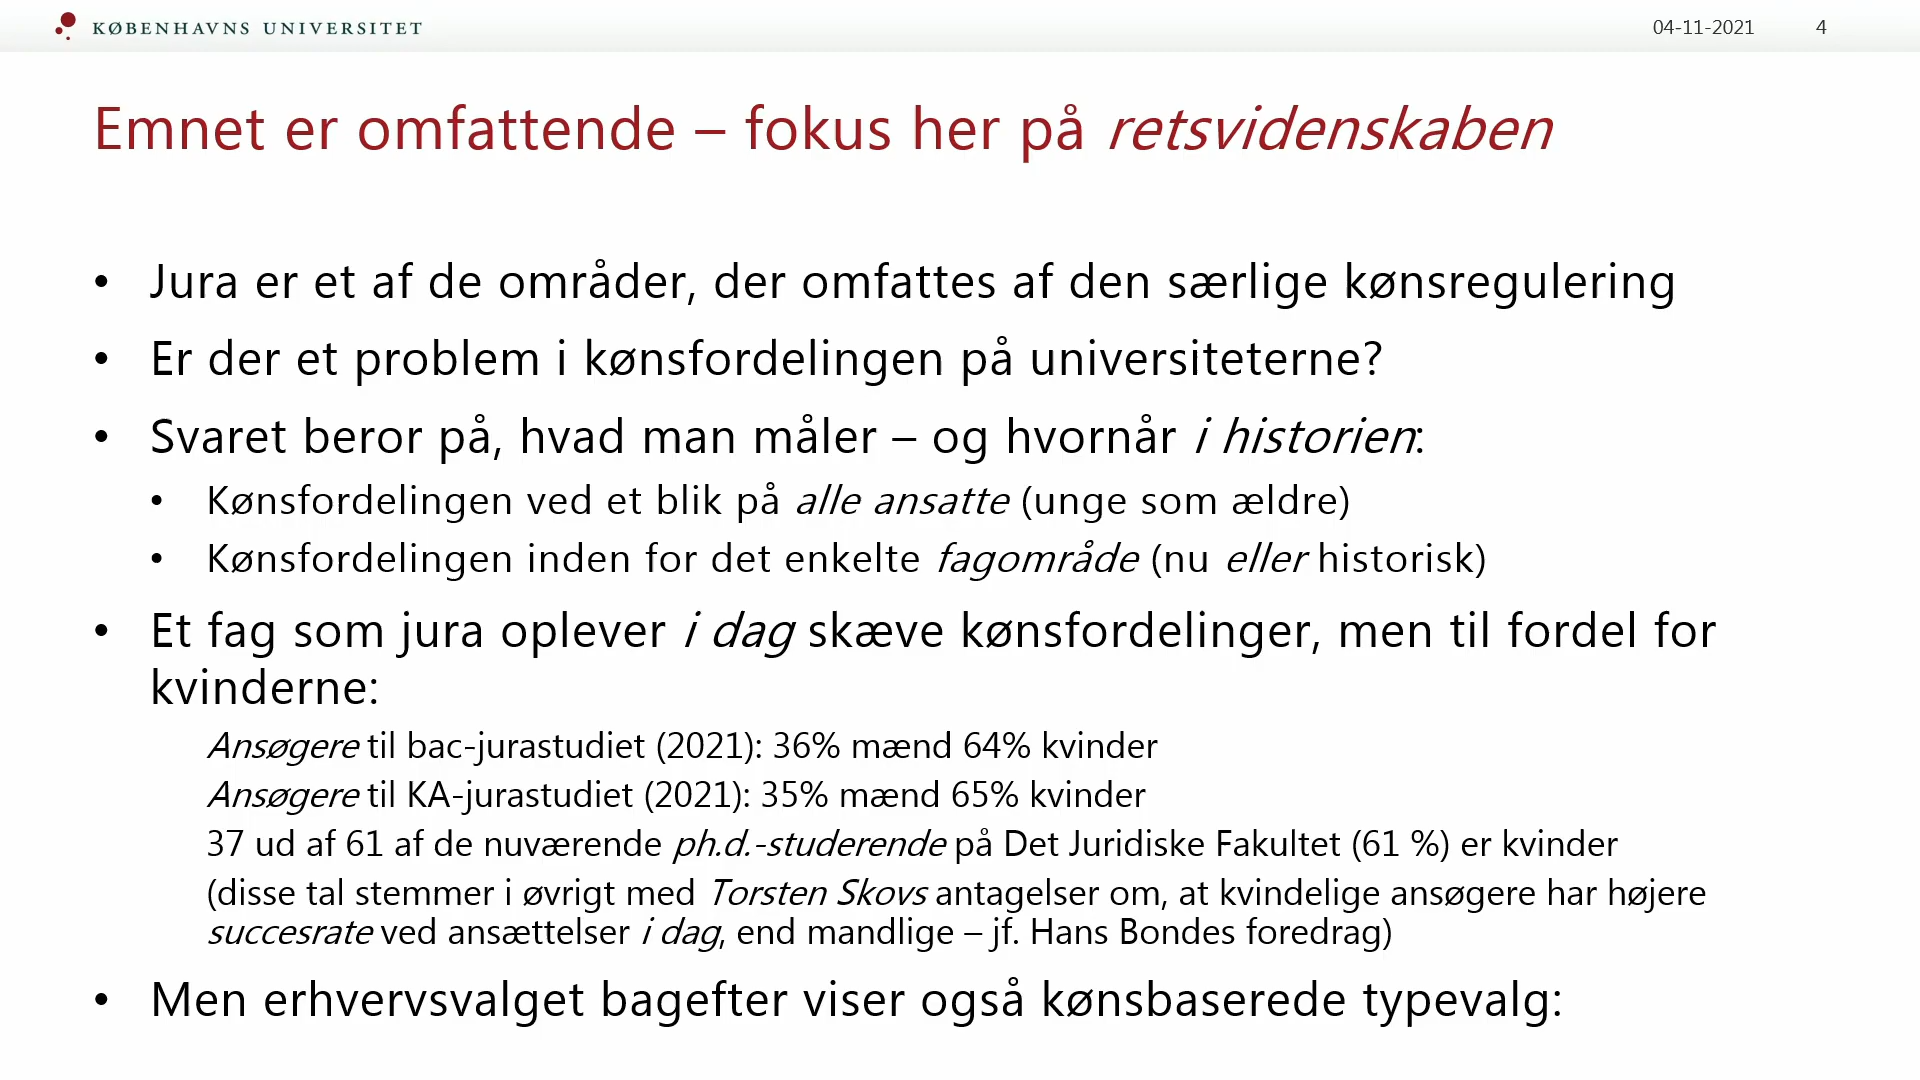 KØBENHAVNS UNIVERSITET
04-11-2021
4
Emnet er omfattende – fokus her på retsvidenskaben
• Jura er et af de områder, der omfattes af den særlige kønsregulering
• Er der et problem i kønsfordelingen på universiteterne?
• Svaret beror på, hvad man måler – og hvornår i historien:
• Kønsfordelingen ved et blik på alle ansatte (unge som ældre)
• Kønsfordelingen inden for det enkelte fagområde (nu eller historisk)
• Et fag som jura oplever i dag skæve kønsfordelinger, men til fordel for
kvinderne:
Ansøgere til bac-jurastudiet (2021): 36% mænd 64% kvinder
Ansøgere til KA-jurastudiet (2021): 35% mænd 65% kvinder
37 ud af 61 af de nuværende ph.d.-studerende på Det Juridiske Fakultet (61 %) er kvinder
(disse tal stemmer i øvrigt med Torsten Skovs antagelser om, at kvindelige ansøgere har højere
succesrate ved ansættelser i dag, end mandlige – jf. Hans Bondes foredrag)
• Men erhvervsvalget bagefter viser også kønsbaserede typevalg: